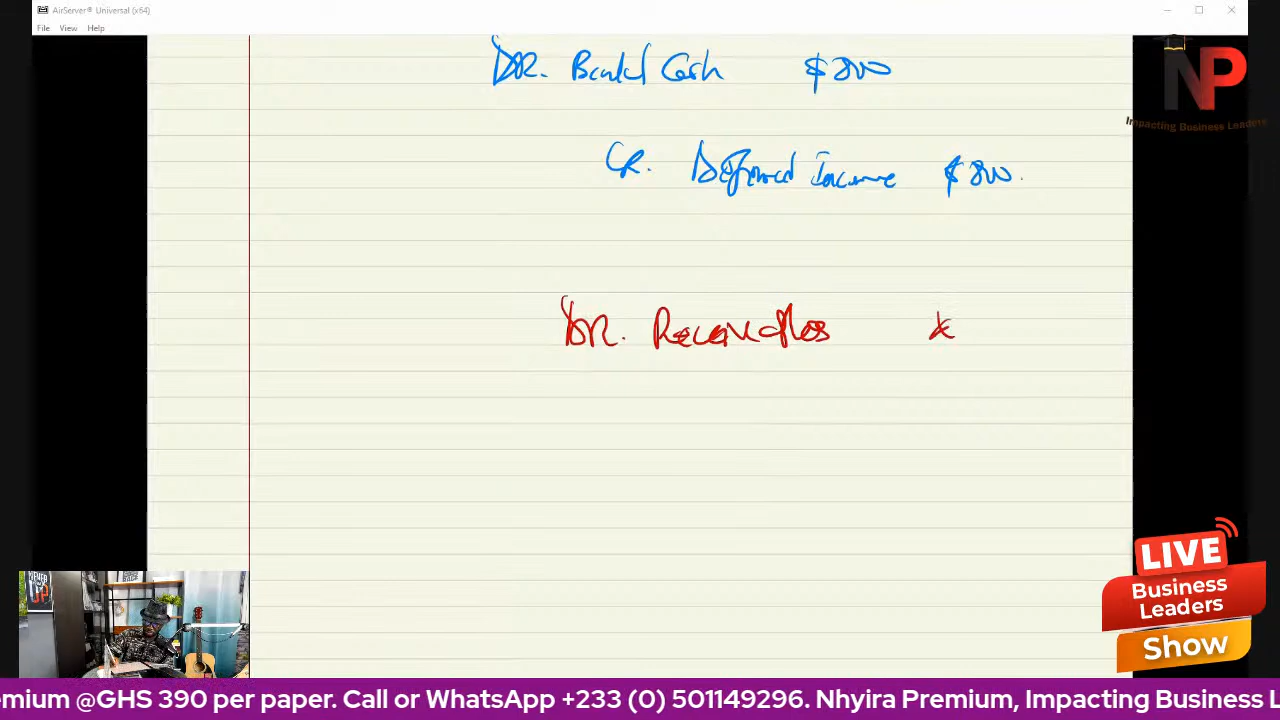 AirServer® Universal (x64)
File View Help
DR. Bank/Cash $800
CR. Deferred Income $800.
DR. Receivables x
NP
Impacting Business Leaders
LIVE
Business
Leaders
Show
emium @GHS 390 per paper. Call or WhatsApp +233 (0) 501149296. Nhyira Premium, Impacting Business L